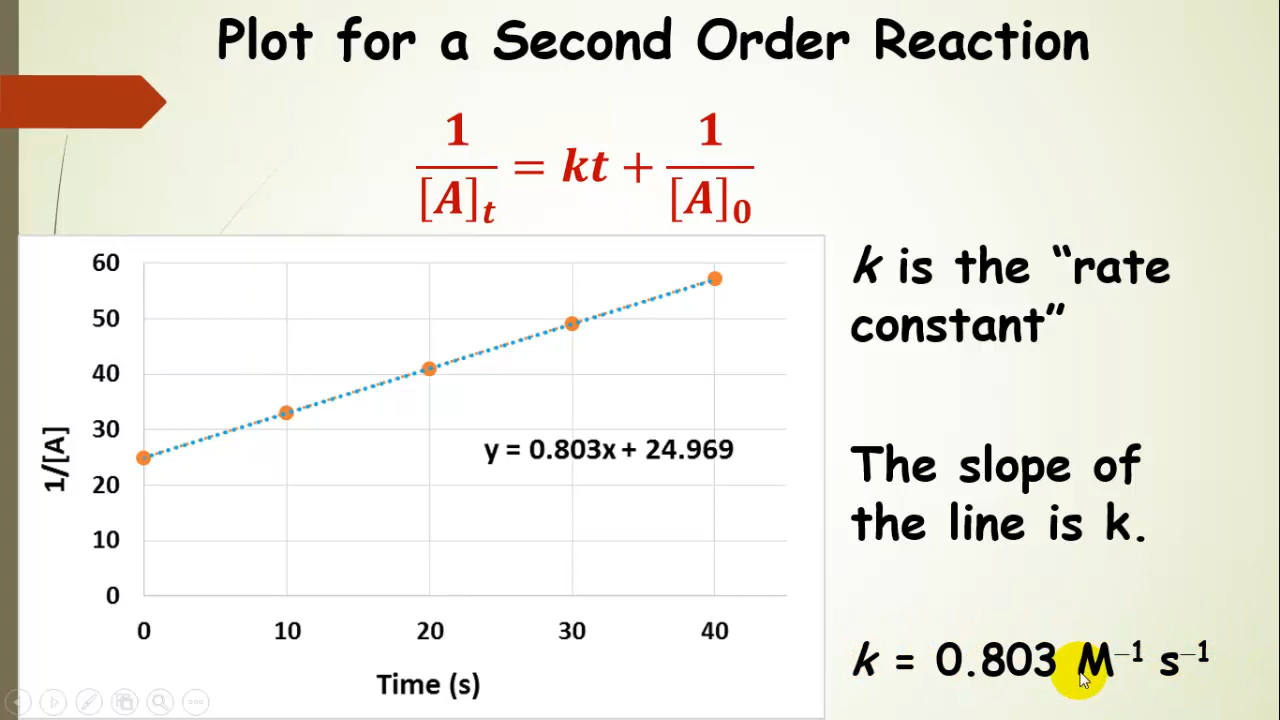 Plot for a Second Order Reaction
1/[A]t = kt + 1/[A]0
k is the “rate
constant”
60
50
40
30
20
10
0
1/[A]
y = 0.803x + 24.969
0 10 20 30 40
Time (s)
The slope of
the line is k.
k = 0.803 M⁻¹ s⁻¹